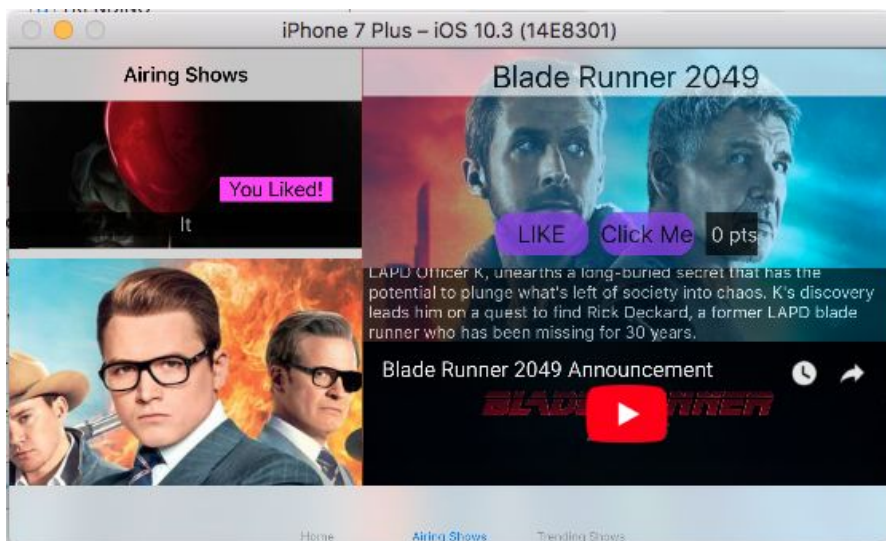 TRENDING
iPhone 7 Plus – iOS 10.3 (14E8301)
Airing Shows
You Liked!
It
Blade Runner 2049
LIKE
Click Me
0 pts
LAPD Officer K, unearths a long-buried secret that has the
potential to plunge what's left of society into chaos. K's discovery
leads him on a quest to find Rick Deckard, a former LAPD blade
runner who has been missing for 30 years.
Blade Runner 2049 Announcement
BLADE RUNNER
Home
Airing Shows
Trending Shows